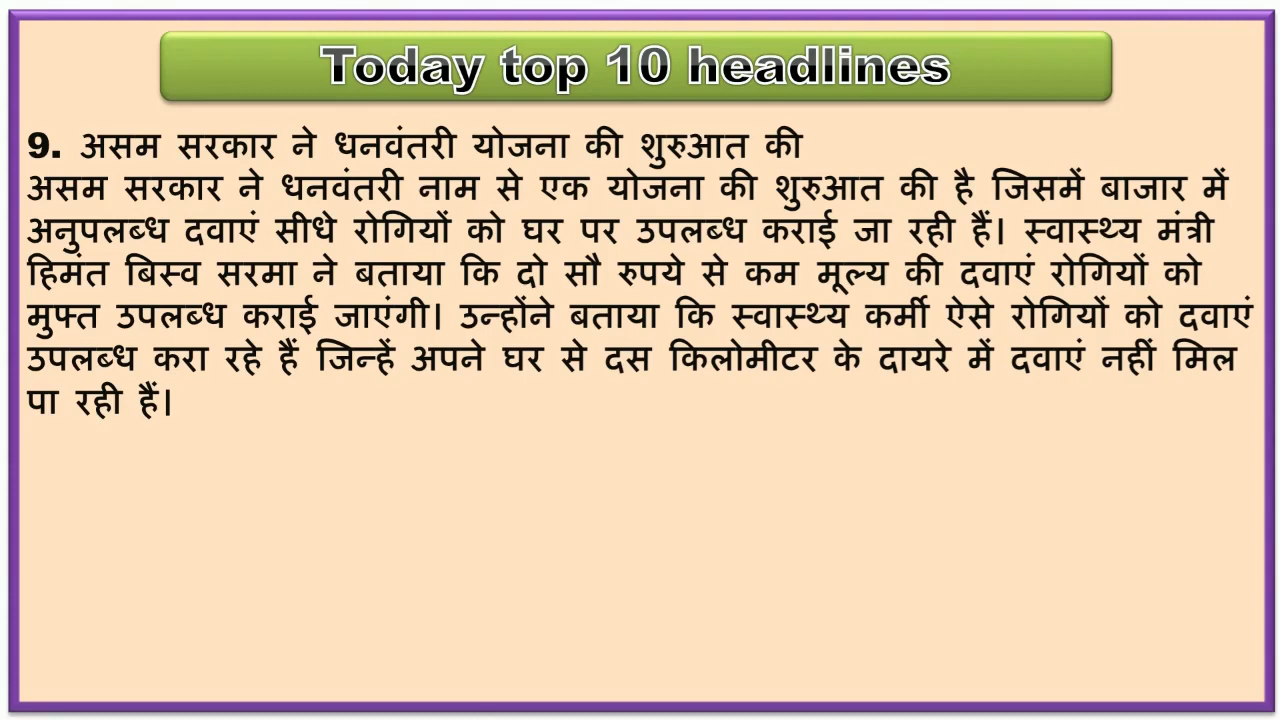 Today top 10 headlines
9. असम सरकार ने धनवंतरी योजना की शुरुआत की
असम सरकार ने धनवंतरी नाम से एक योजना की शुरुआत की है जिसमें बाजार में
अनुपलब्ध दवाएं सीधे रोगियों को घर पर उपलब्ध कराई जा रही हैं। स्वास्थ्य मंत्री
हिमंत बिस्व सरमा ने बताया कि दो सौ रुपये से कम मूल्य की दवाएं रोगियों को
मुफ्त उपलब्ध कराई जाएंगी। उन्होंने बताया कि स्वास्थ्य कर्मी ऐसे रोगियों को दवाएं
उपलब्ध करा रहे हैं जिन्हें अपने घर से दस किलोमीटर के दायरे में दवाएं नहीं मिल
पा रही हैं।